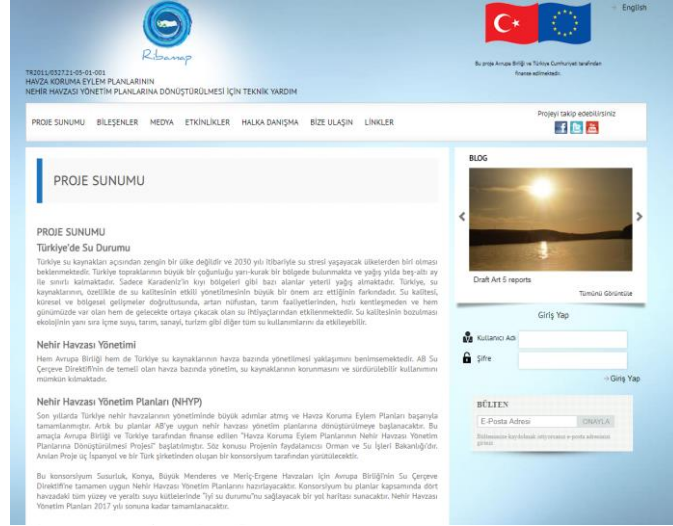 English
Ribamap
Bu proje Avrupa Birliği ve Türkiye Cumhuriyeti tarafından
finanse edilmektedir.
TR2011/0327.21-05-01-001
HAVZA KORUMA EYLEM PLANLARININ
NEHİR HAVZASI YÖNETİM PLANLARINA DÖNÜŞTÜRÜLMESİ İÇİN TEKNİK YARDIM
PROJE SUNUMU BİLEŞENLER MEDYA ETKİNLİKLER HALKA DANIŞMA BİZE ULAŞIN LİNKLER
Projeyi takip edebilirsiniz
PROJE SUNUMU
PROJE SUNUMU
Türkiye'de Su Durumu
Türkiye su kaynakları açısından zengin bir ülke değildir ve 2030 yılı itibariyle su stresi yaşayacak ülkelerden biri olması
beklenmektedir. Türkiye topraklarının büyük bir çoğunluğu yarı-kurak bir bölgede bulunmakta ve yağış yılda beş-altı ay
ile sınırlı kalmaktadır. Sadece Karadeniz'in kıyı bölgeleri gibi bazı alanlar yeterli yağış almaktadır. Türkiye, su
kaynaklarının, özellikle de su kalitesinin etkili yönetilmesinin büyük bir önem arz ettiğinin farkındadır. Su kalitesi,
küresel ve bölgesel gelişmeler doğrultusunda, artan nüfustan, tarım faaliyetlerinden, hızlı kentleşmeden ve hem
günümüzde var olan hem de gelecekte ortaya çıkacak olan su ihtiyaçlarından etkilenmektedir. Su kalitesinin bozulması
ekolojinin yanı sıra içme suyu, tarım, sanayi, turizm gibi diğer tüm su kullanımlarını da etkileyebilir.
Nehir Havzası Yönetimi
Hem Avrupa Birliği hem de Türkiye su kaynaklarının havza bazında yönetilmesi yaklaşımını benimsemektedir. AB Su
Çerçeve Direktifi'nin de temeli olan havza bazında yönetim, su kaynaklarının korunmasını ve sürdürülebilir kullanımını
mümkün kılmaktadır.
Nehir Havzası Yönetim Planları (NHYP)
Son yıllarda Türkiye nehir havzalarının yönetiminde büyük adımlar atmış ve Havza Koruma Eylem Planları başarıyla
tamamlanmıştır. Artık bu planlar AB'ye uygun nehir havzası yönetim planlarına dönüştürülmeye başlanacaktır. Bu
amaçla Avrupa Birliği ve Türkiye tarafından finanse edilen "Havza Koruma Eylem Planlarının Nehir Havzası Yönetim
Planlarına Dönüştürülmesi Projesi" başlatılmıştır. Söz konusu Projenin faydalanıcısı Orman ve Su İşleri Bakanlığı'dır.
Anılan Proje üç İspanyol ve bir Türk şirketinden oluşan bir konsorsiyum tarafından yürütülecektir.
Bu konsorsiyum Susurluk, Konya, Büyük Menderes ve Meriç-Ergene Havzaları İçin Avrupa Birliği'nin Su Çerçeve
Direktifi'ne tamamen uygun Nehir Havzası Yönetim Planlarını hazırlayacaktır. Konsorsiyum bu planlar kapsamında dört
havzadaki tüm yüzey ve yeraltı suyu kütlelerinde "iyi su durumu"nu sağlayacak bir yol haritası sunacaktır. Nehir Havzası
Yönetim Planları 2017 yılı sonuna kadar tamamlanacaktır.
BLOG
Draft Art 5 reports
Tümünü Görüntüle
Giriş Yap
Kullanıcı Adı
Şifre
Giriş Yap
BÜLTEN
E-Posta Adresi ONAYLA
Bültenimize kaydolmak istiyorsanız e-posta adresinizi
giriniz